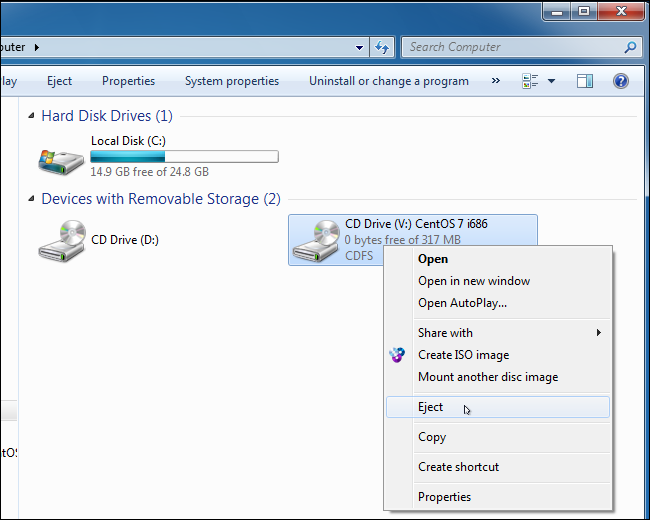 puter
Search Computer
lay Eject Properties System properties Uninstall or change a program »
Hard Disk Drives (1)
Local Disk (C:)
14.9 GB free of 24.8 GB
Devices with Removable Storage (2)
CD Drive (D:)
CD Drive (V:) CentOS 7 i686
0 bytes free of 317 MB
CDFS
Open
Open in new window
Open AutoPlay...
Share with
Create ISO image
Mount another disc image
Eject
Copy
tOS
Create shortcut
Properties